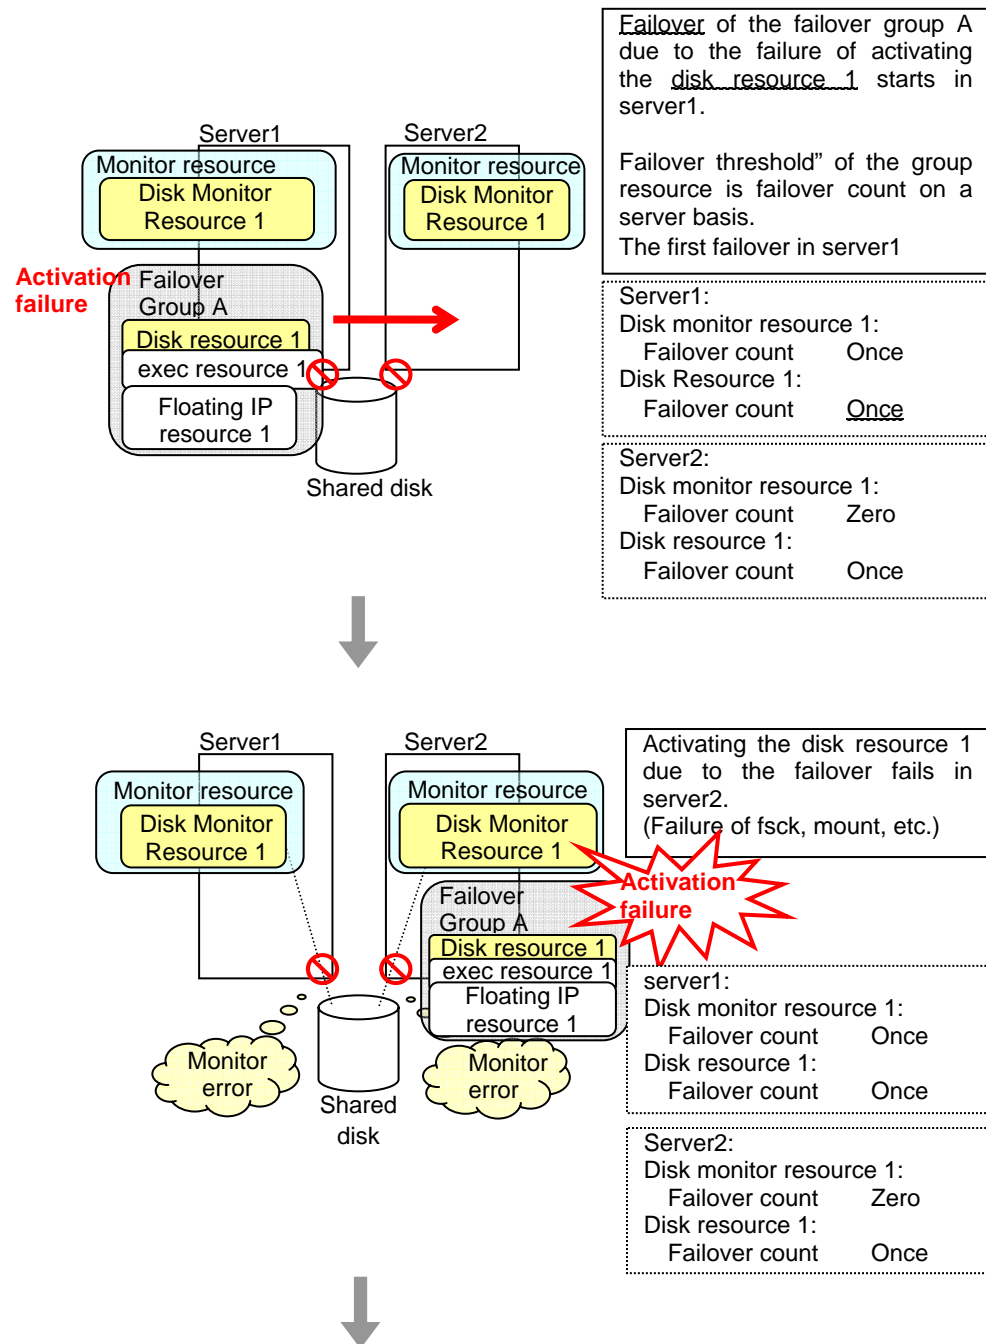 Failover of the failover group A
due to the failure of activating
the disk resource 1 starts in
server1.
Failover threshold” of the group
resource is failover count on a
server basis.
The first failover in server1
Server1
Server2
Monitor resource
Disk Monitor
Resource 1
Monitor resource
Disk Monitor
Resource 1
Activation
failure
Failover
Group A
Disk resource 1
exec resource 1
Floating IP
resource 1
Shared disk
Server1:
Disk monitor resource 1:
Failover count Once
Disk Resource 1:
Failover count Once
Server2:
Disk monitor resource 1:
Failover count Zero
Disk resource 1:
Failover count Once
Server1
Server2
Monitor resource
Disk Monitor
Resource 1
Monitor resource
Disk Monitor
Resource 1
Activating the disk resource 1
due to the failover fails in
server2.
(Failure of fsck, mount, etc.)
Activation
failure
Failover
Group A
Disk resource 1
exec resource 1
Floating IP
resource 1
Monitor
error
Shared
disk
Monitor
error
server1:
Disk monitor resource 1:
Failover count Once
Disk resource 1:
Failover count Once
Server2:
Disk monitor resource 1:
Failover count Zero
Disk resource 1:
Failover count Once